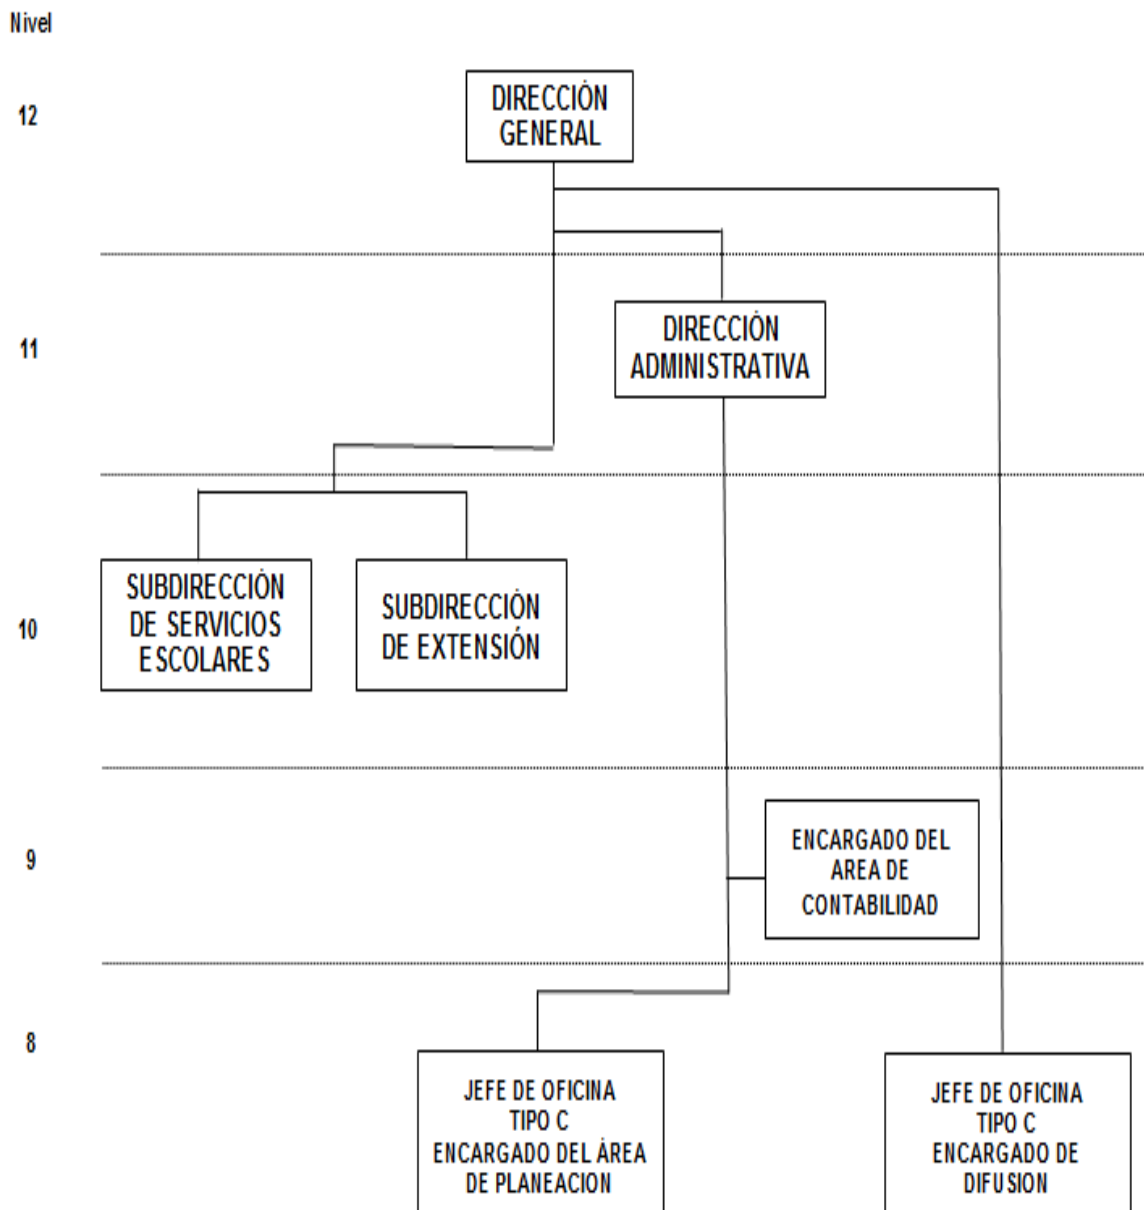 Nivel
12
DIRECCIÓN
GENERAL
11
DIRECCIÓN
ADMINISTRATIVA
10
SUBDIRECCIÓN
DE SERVICIOS
ESCOLARES
SUBDIRECCIÓN
DE EXTENSIÓN
9
ENCARGADO DEL
AREA DE
CONTABILIDAD
8
JEFE DE OFICINA
TIPO C
ENCARGADO DEL ÁREA
DE PLANEACION
JEFE DE OFICINA
TIPO C
ENCARGADO DE
DIFUSION